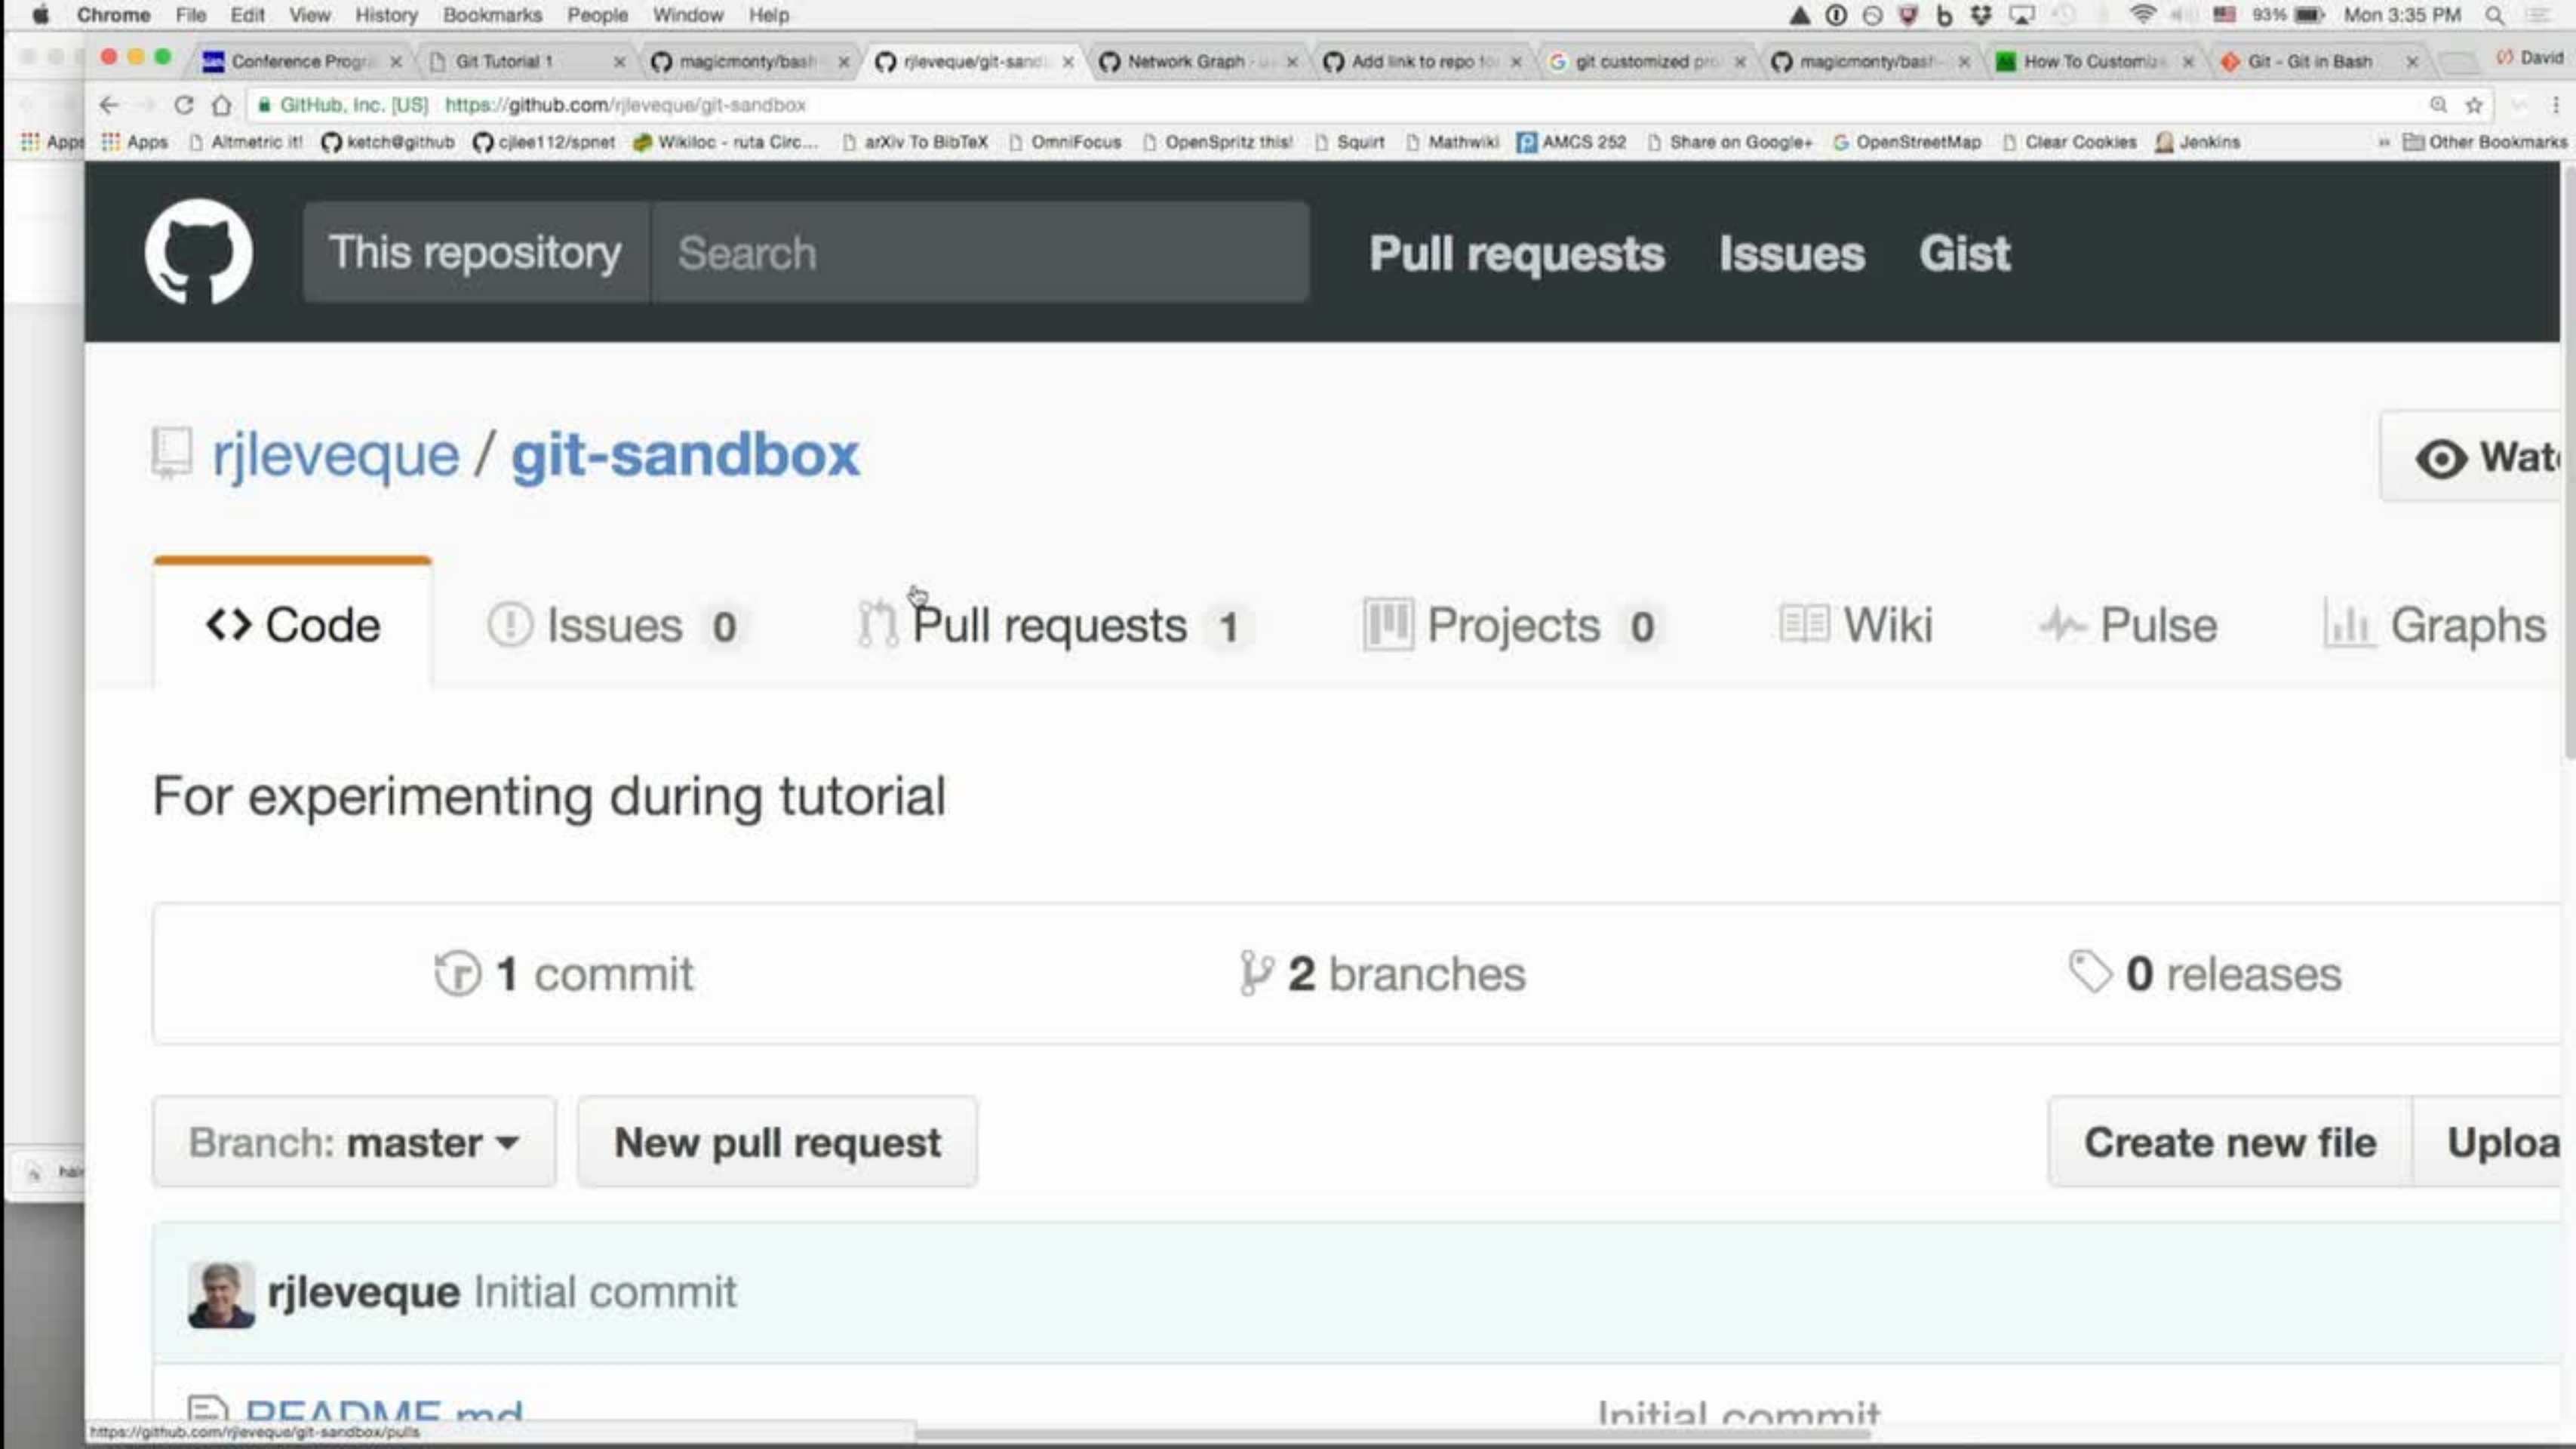 Chrome File Edit View History Bookmarks People Window Help 93% Mon 3:35 PM
Conference Progr Git Tutorial 1 magicmonty/bash rjleveque/git-sand Network Graph Add link to repo for git customized pro magicmonty/bash How To Customiz Git - Git in Bash David
GitHub, Inc. [US] https://github.com/rjleveque/git-sandbox
Apps Apps Altmetric it! ketch@github cjlee112/spnet Wikiloc - ruta Circ... arXiv To BibTeX OmniFocus OpenSpritz this! Squirt Mathwiki AMCS 252 Share on Google+ OpenStreetMap Clear Cookies Jenkins » Other Bookmarks
This repository Search Pull requests Issues Gist
rjleveque / git-sandbox Wat
<> Code Issues 0 Pull requests 1 Projects 0 Wiki Pulse Graphs
For experimenting during tutorial
1 commit 2 branches 0 releases
Branch: master New pull request Create new file Uploa
rjleveque Initial commit
README.md Initial commit
https://github.com/rjleveque/git-sandbox/pulls